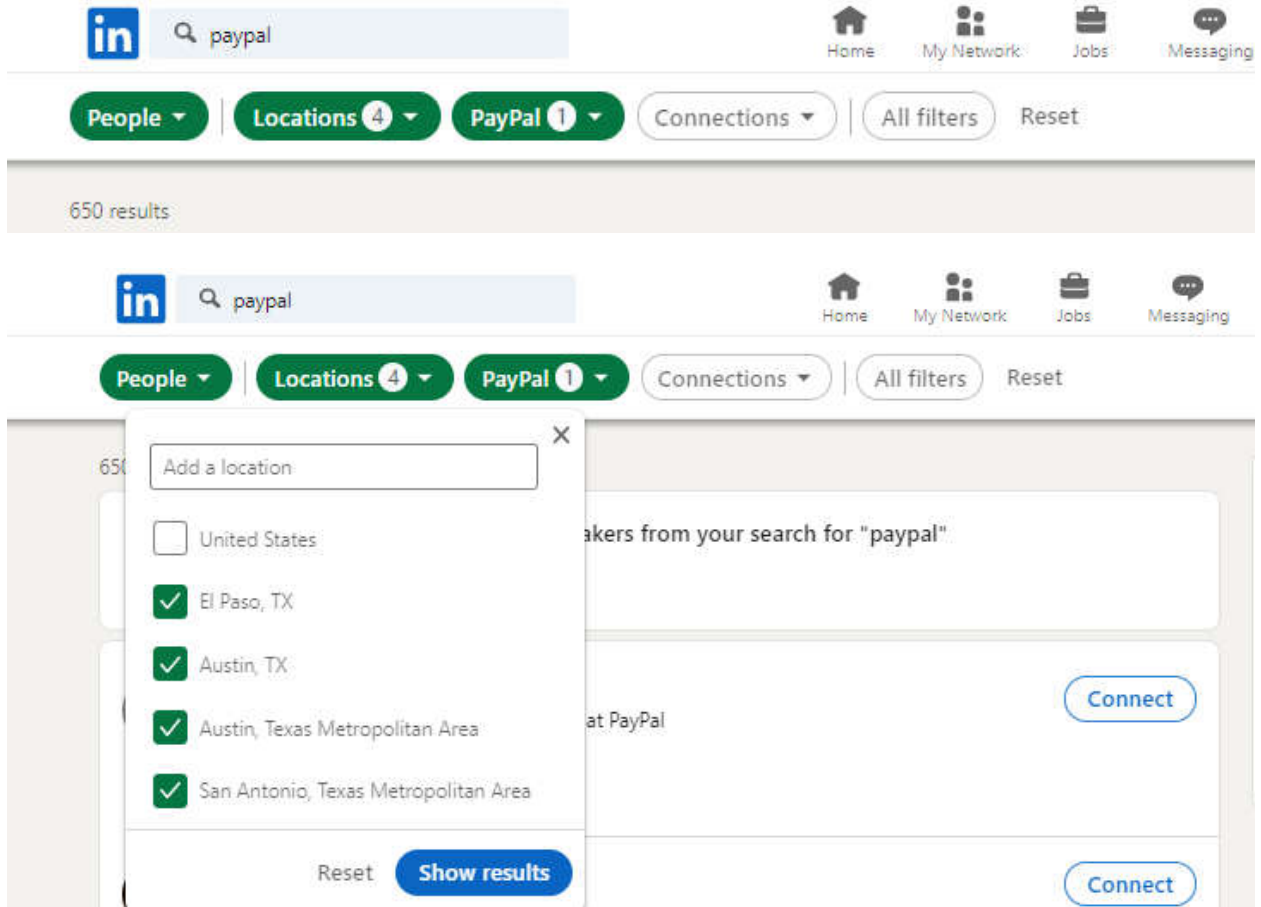 in paypal Home My Network Jobs Messaging
People Locations 4 PayPal 1 Connections All filters Reset
650 results
in paypal Home My Network Jobs Messaging
People Locations 4 PayPal 1 Connections All filters Reset
650
Add a location
United States
akers from your search for "paypal"
El Paso, TX
Austin, TX
Connect
at PayPal
Austin, Texas Metropolitan Area
San Antonio, Texas Metropolitan Area
Reset Show results
Connect